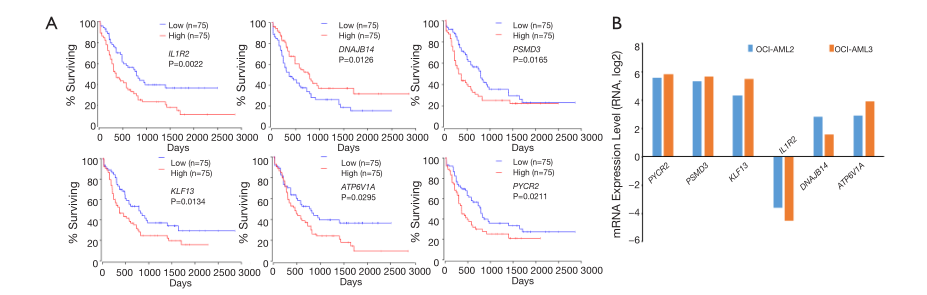 A
% Surviving
100
80
60
40
20
0
Low (n=75)
High (n=75)
IL1R2
P=0.0022
0 500 1000 1500 2000 2500 3000
Days
% Surviving
100
80
60
40
20
0
Low (n=75)
High (n=75)
DNAJB14
P=0.0126
0 500 1000 1500 2000 2500 3000
Days
% Surviving
100
80
60
40
20
0
Low (n=75)
High (n=75)
PSMD3
P=0.0165
0 500 1000 1500 2000 2500 3000
Days
% Surviving
100
80
60
40
20
0
Low (n=75)
High (n=75)
KLF13
P=0.0134
0 500 1000 1500 2000 2500 3000
Days
% Surviving
100
80
60
40
20
0
Low (n=75)
High (n=75)
ATP6V1A
P=0.0295
0 500 1000 1500 2000 2500 3000
Days
% Surviving
100
80
60
40
20
0
Low (n=75)
High (n=75)
PYCR2
P=0.0211
0 500 1000 1500 2000 2500 3000
Days
B
mRNA Expression Level (RNA, log2)
8
6
4
2
0
−2
−4
−6
OCI-AML2 OCI-AML3
PYCR2
PSMD3
KLF13
IL1R2
DNAJB14
ATP6V1A